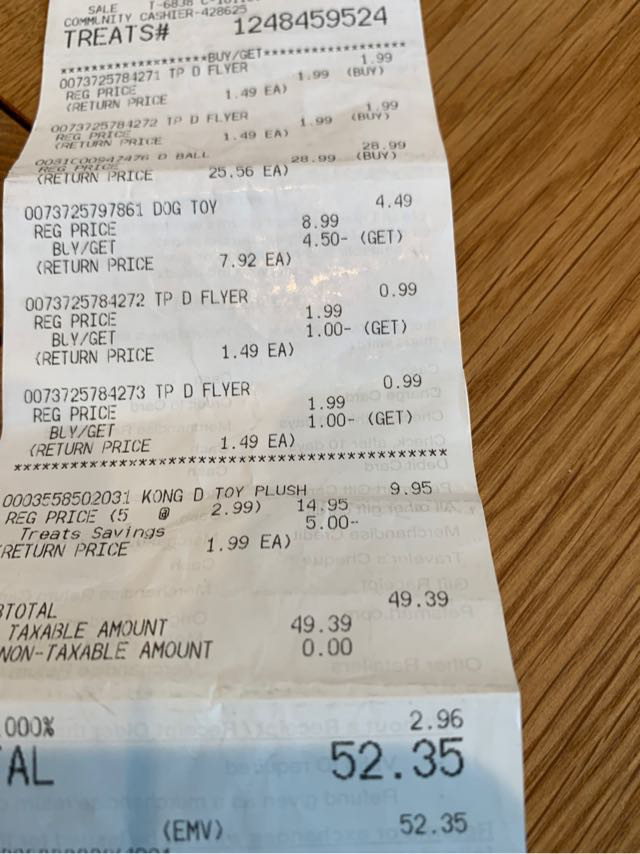 SALE T-6838
COMMUNITY CASHIER-428625
TREATS# 1248459524
********************BUY/GET********************
0073725784271 TP D FLYER 1.99
REG PRICE 1.99 (BUY)
(RETURN PRICE 1.49 EA)
0073725784272 TP D FLYER 1.99
REG PRICE 1.99 (BUY)
(RETURN PRICE 1.49 EA)
D BALL 28.99
REG PRICE 28.99 (BUY)
(RETURN PRICE 25.56 EA)
0073725797861 DOG TOY 4.49
REG PRICE 8.99
BUY/GET 4.50- (GET)
(RETURN PRICE 7.92 EA)
0073725784272 TP D FLYER 0.99
REG PRICE 1.99
BUY/GET 1.00- (GET)
(RETURN PRICE 1.49 EA)
0073725784273 TP D FLYER 0.99
REG PRICE 1.99
BUY/GET 1.00- (GET)
(RETURN PRICE 1.49 EA)
***********************************************
0003558502031 KONG D TOY PLUSH 9.95
REG PRICE (5 @ 2.99) 14.95
Treats Savings 5.00-
RETURN PRICE 1.99 EA)
BTOTAL 49.39
TAXABLE AMOUNT 49.39
NON-TAXABLE AMOUNT 0.00
000% 2.96
AL 52.35
(EMV) 52.35